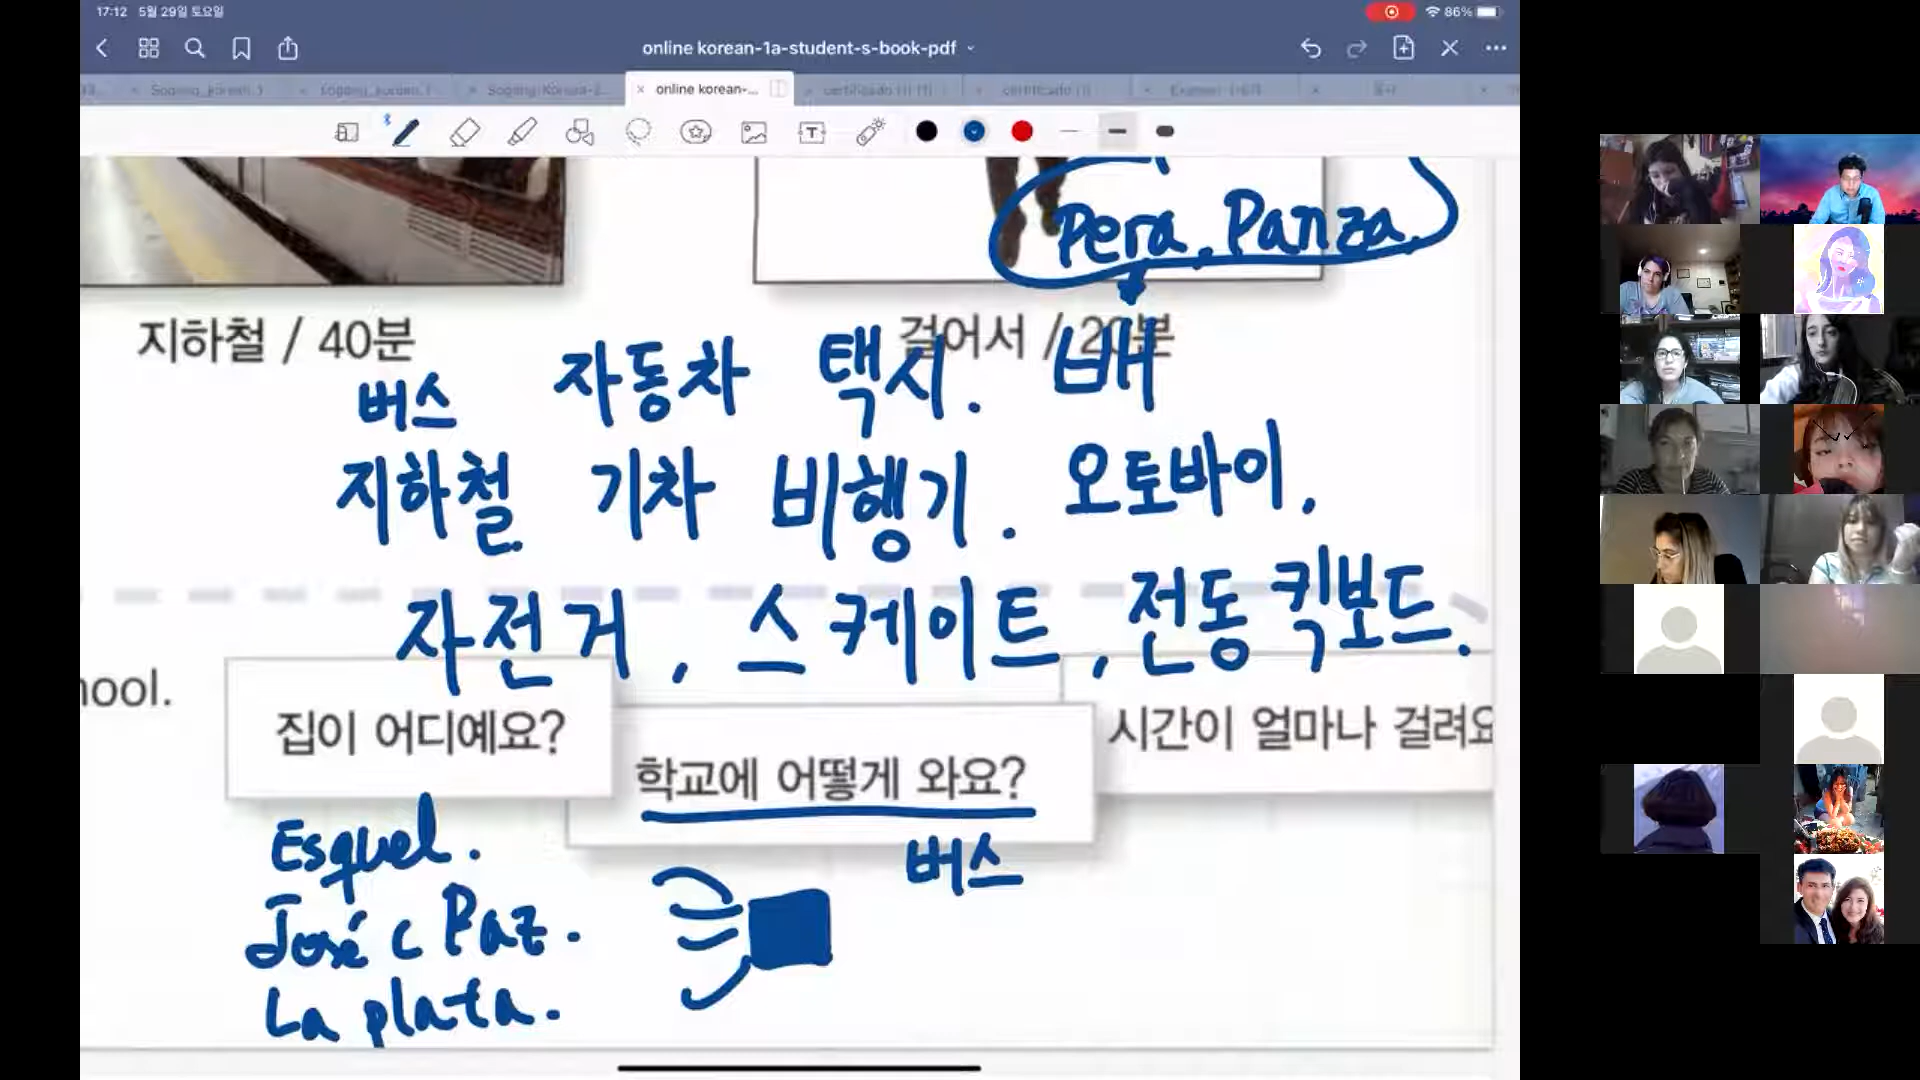 17:12 5월 29일 토요일
86%
online korean-1a-student-s-book-pdf
online korean-...
certificado (1) (1)
certificado (1)
Pera, Panza.
지하철 / 40분
걸어서 / 20분
버스 자동차 택시. 배
지하철 기차 비행기. 오토바이.
자전거, 스케이트, 전동킥보드.
hool.
집이 어디예요?
학교에 어떻게 와요?
시간이 얼마나 걸려요
버스
Esquel.
José c Paz.
La plata.